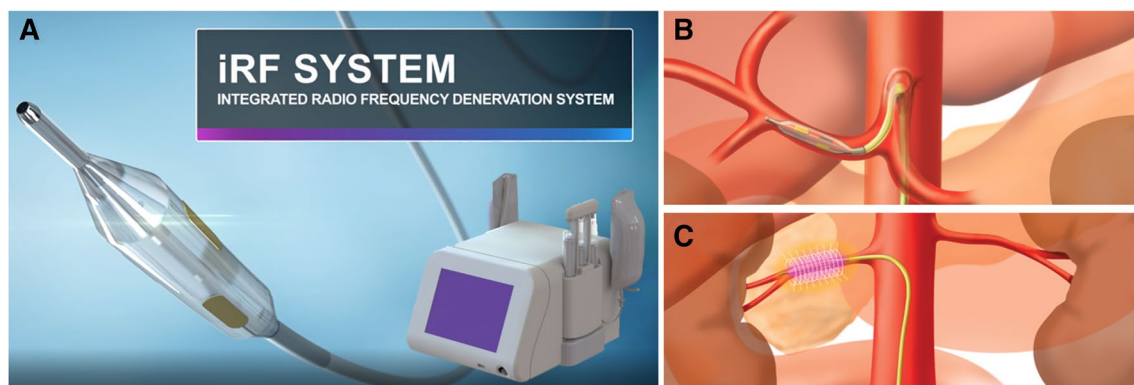 A
iRF SYSTEM
INTEGRATED RADIO FREQUENCY DENERVATION SYSTEM
B
C